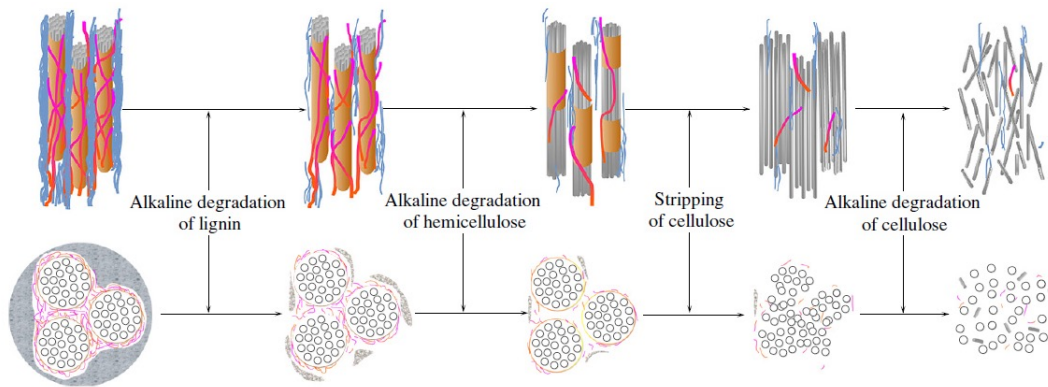 Alkaline degradation
of lignin
Alkaline degradation
of hemicellulose
Stripping
of cellulose
Alkaline degradation
of cellulose